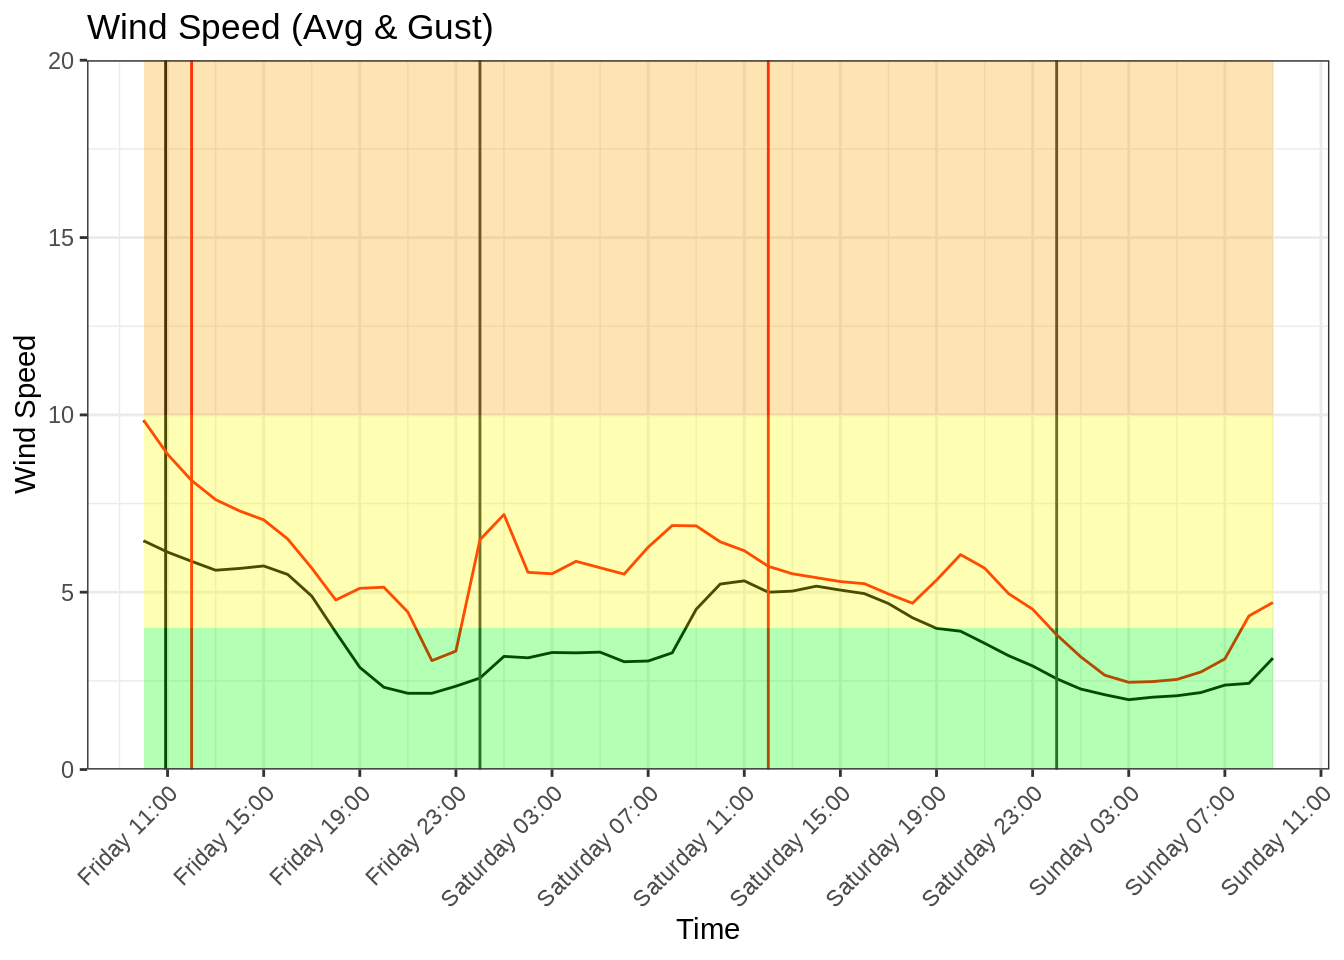 Wind Speed (Avg & Gust)
20
15
10
5
0
Wind Speed
Friday 11:00
Friday 15:00
Friday 19:00
Friday 23:00
Saturday 03:00
Saturday 07:00
Saturday 11:00
Saturday 15:00
Saturday 19:00
Saturday 23:00
Sunday 03:00
Sunday 07:00
Sunday 11:00
Time